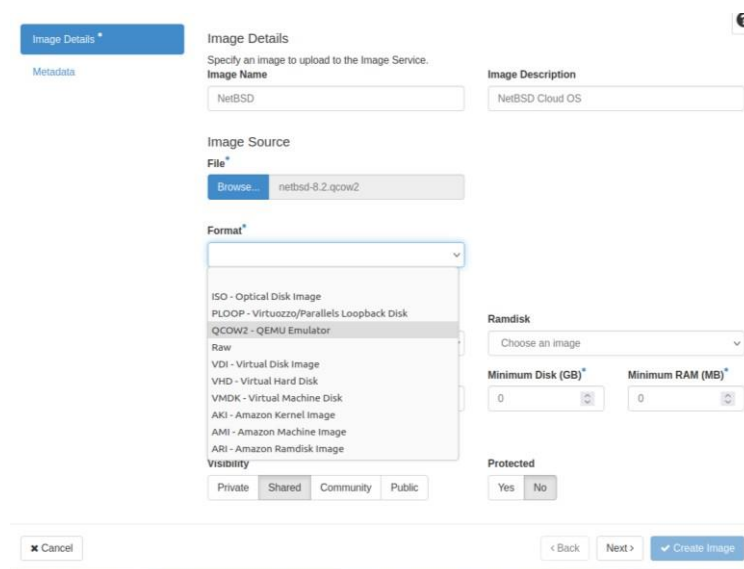 Image Details *
Metadata
Image Details
Specify an image to upload to the Image Service.
Image Name
Image Description
NetBSD
NetBSD Cloud OS
Image Source
File*
Browse... netbsd-8.2.qcow2
Format*
ISO - Optical Disk Image
PLOOP - Virtuozzo/Parallels Loopback Disk
QCOW2 - QEMU Emulator
Raw
VDI - Virtual Disk Image
VHD - Virtual Hard Disk
VMDK - Virtual Machine Disk
AKI - Amazon Kernel Image
AMI - Amazon Machine Image
ARI - Amazon Ramdisk Image
Ramdisk
Choose an image
Minimum Disk (GB)* Minimum RAM (MB)*
0 0
Visibility
Private Shared Community Public
Protected
Yes No
✖ Cancel
< Back Next > ✔ Create Image